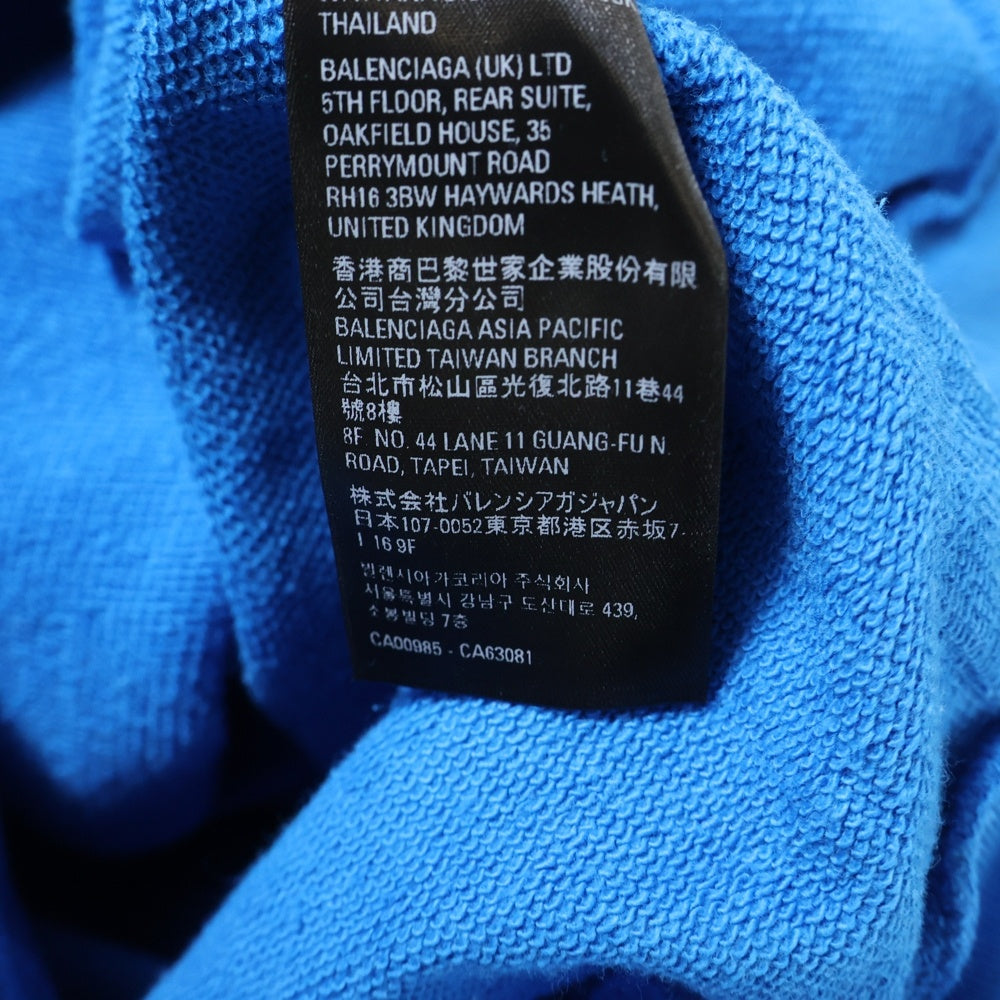 THAILAND
BALENCIAGA (UK) LTD
5TH FLOOR, REAR SUITE,
OAKFIELD HOUSE, 35
PERRYMOUNT ROAD
RH16 3BW HAYWARDS HEATH,
UNITED KINGDOM
香港商巴黎世家企業股份有限
公司台灣分公司
BALENCIAGA ASIA PACIFIC
LIMITED TAIWAN BRANCH
台北市松山區光復北路11巷44
號8樓
8F. NO. 44 LANE 11 GUANG-FU N.
ROAD, TAPEI, TAIWAN
株式会社バレンシアガジャパン
日本107-0052東京都港区赤坂7-
1 16 9F
발렌시아가코리아 주식회사
서울특별시 강남구 도산대로 439,
소봉빌딩 7층
CA00985 - CA63081